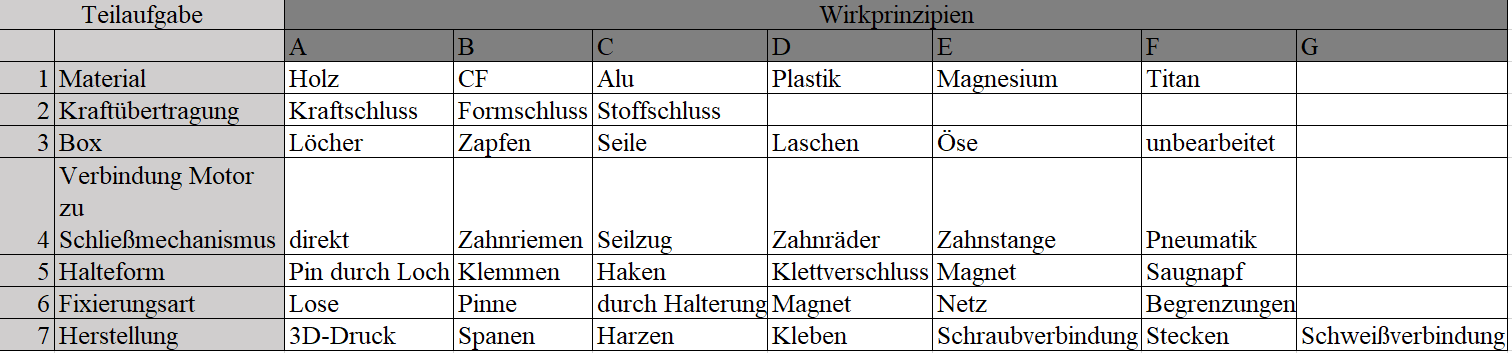 Teilaufgabe Wirkprinzipien
A B C D E F G
1 Material Holz CF Alu Plastik Magnesium Titan
2 Kraftübertragung Kraftschluss Formschluss Stoffschluss
3 Box Löcher Zapfen Seile Laschen Öse unbearbeitet
Verbindung Motor
zu
4 Schließmechanismus direkt Zahnriemen Seilzug Zahnräder Zahnstange Pneumatik
5 Halteform Pin durch Loch Klemmen Haken Klettverschluss Magnet Saugnapf
6 Fixierungsart Lose Pinne durch Halterung Magnet Netz Begrenzungen
7 Herstellung 3D-Druck Spanen Harzen Kleben Schraubverbindung Stecken Schweißverbindung